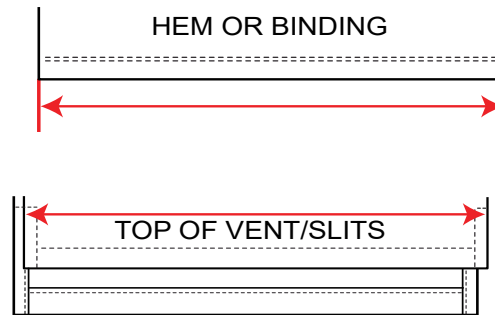 HEM OR BINDING
TOP OF VENT/SLITS